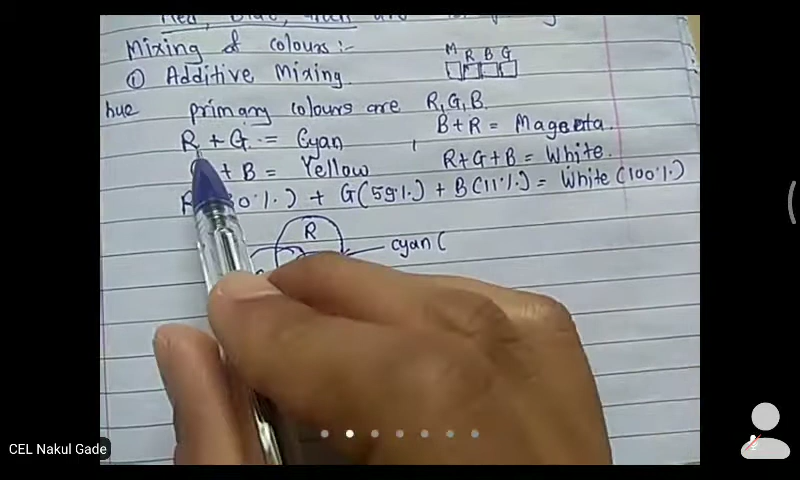 Mixing of colours:-
M R B G
① Additive Mixing.
hue primary colours are R,G,B.
R + G = Cyan
B+R = Magenta.
+ B = Yellow
R+G+B = White.
R 0%) + G(59%) + B(11%) = White(100%)
R
cyan (
CEL Nakul Gade